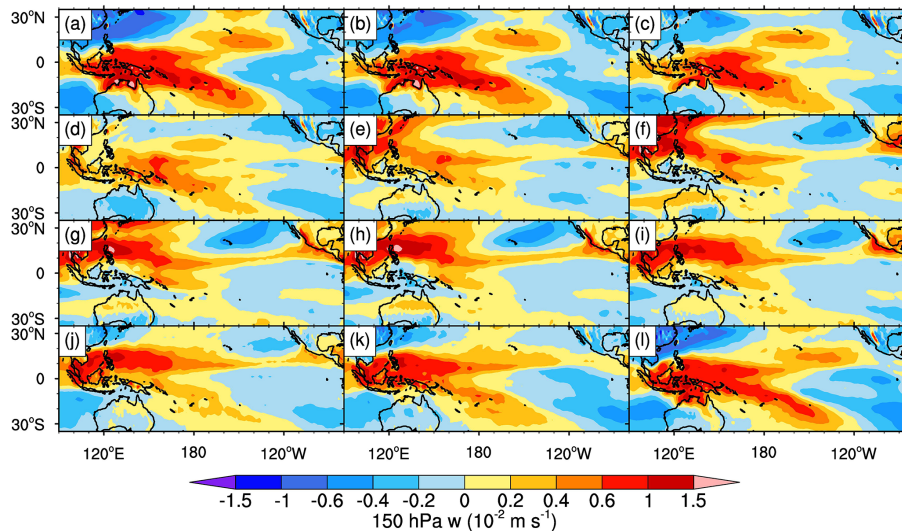 30°N (a) (b) (c)
0
30°S
30°N (d) (e) (f)
0
30°S
30°N (g) (h) (i)
0
30°S
30°N (j) (k) (l)
0
30°S
120°E 180 120°W 120°E 180 120°W 120°E 180 120°W
-1.5 -1 -0.6 -0.4 -0.2 0 0.2 0.4 0.6 1 1.5
150 hPa w (10⁻² m s⁻¹)